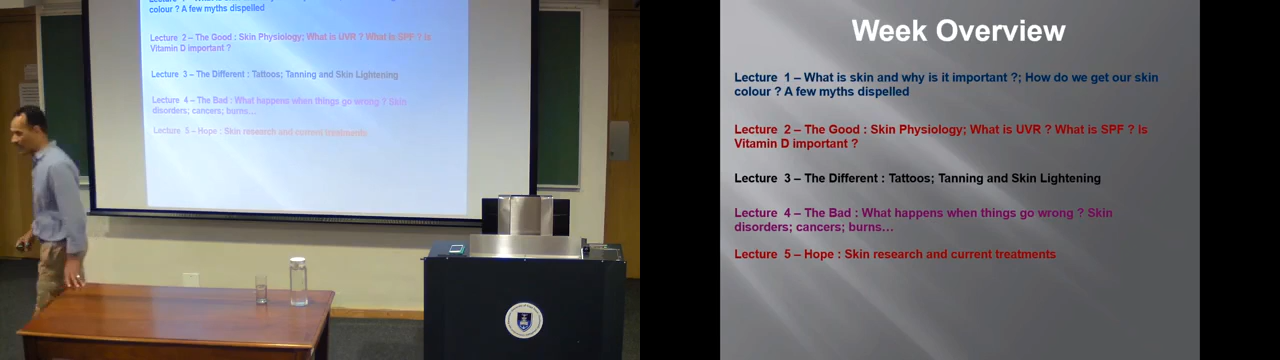 colour ? A few myths dispelled
Lecture 2 – The Good : Skin Physiology; What is UVR ? What is SPF ? Is
Vitamin D important ?
Lecture 3 – The Different : Tattoos; Tanning and Skin Lightening
Lecture 4 – The Bad : What happens when things go wrong ? Skin
disorders; cancers; burns…
Lecture 5 – Hope : Skin research and current treatments
Week Overview
Lecture 1 – What is skin and why is it important ?; How do we get our skin
colour ? A few myths dispelled
Lecture 2 – The Good : Skin Physiology; What is UVR ? What is SPF ? Is
Vitamin D important ?
Lecture 3 – The Different : Tattoos; Tanning and Skin Lightening
Lecture 4 – The Bad : What happens when things go wrong ? Skin
disorders; cancers; burns…
Lecture 5 – Hope : Skin research and current treatments